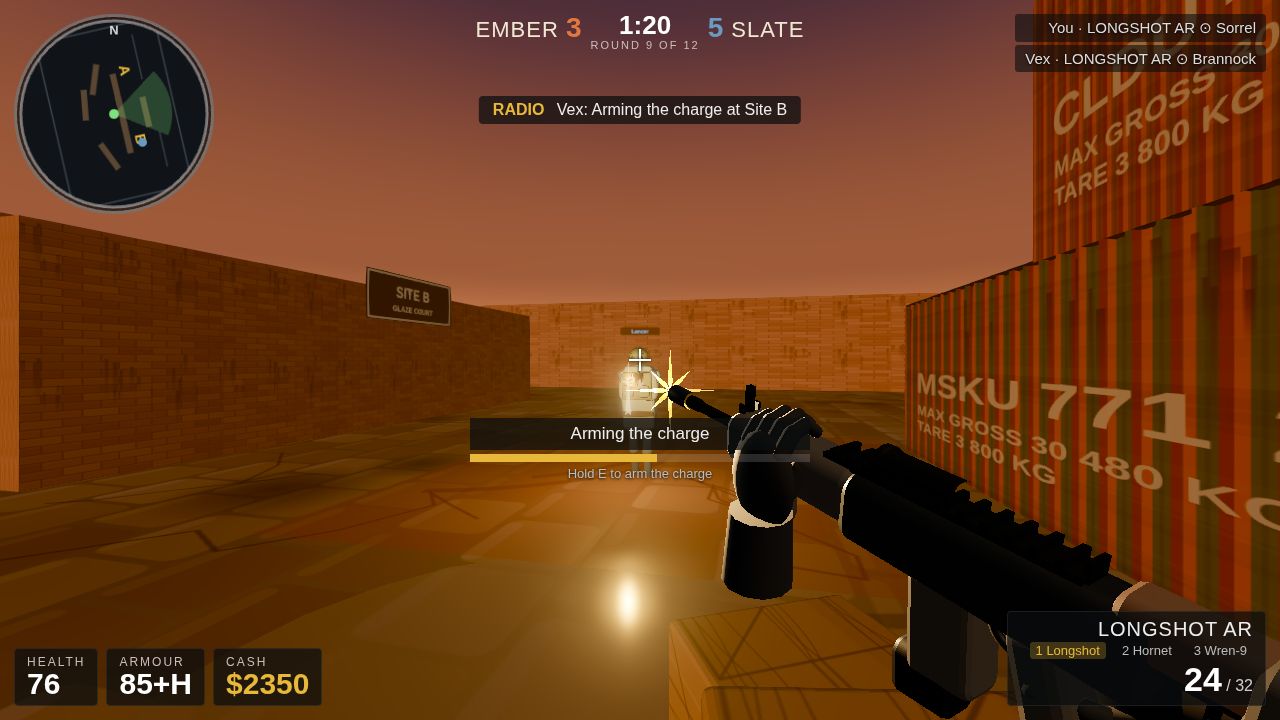 N
A
B
EMBER 3 1:20 5 SLATE
ROUND 9 OF 12
You · LONGSHOT AR ⊙ Sorrel
Vex · LONGSHOT AR ⊙ Brannock
RADIO Vex: Arming the charge at Site B
MAX GROSS
TARE 3 800 KG
SITE B
GLAZE COURT
Lancer
MSKU 771
MAX GROSS 30 480 KG
TARE 3 800 KG
Arming the charge
Hold E to arm the charge
HEALTH
76
ARMOUR
85+H
CASH
$2350
LONGSHOT AR
1 Longshot 2 Hornet 3 Wren-9
24 / 32